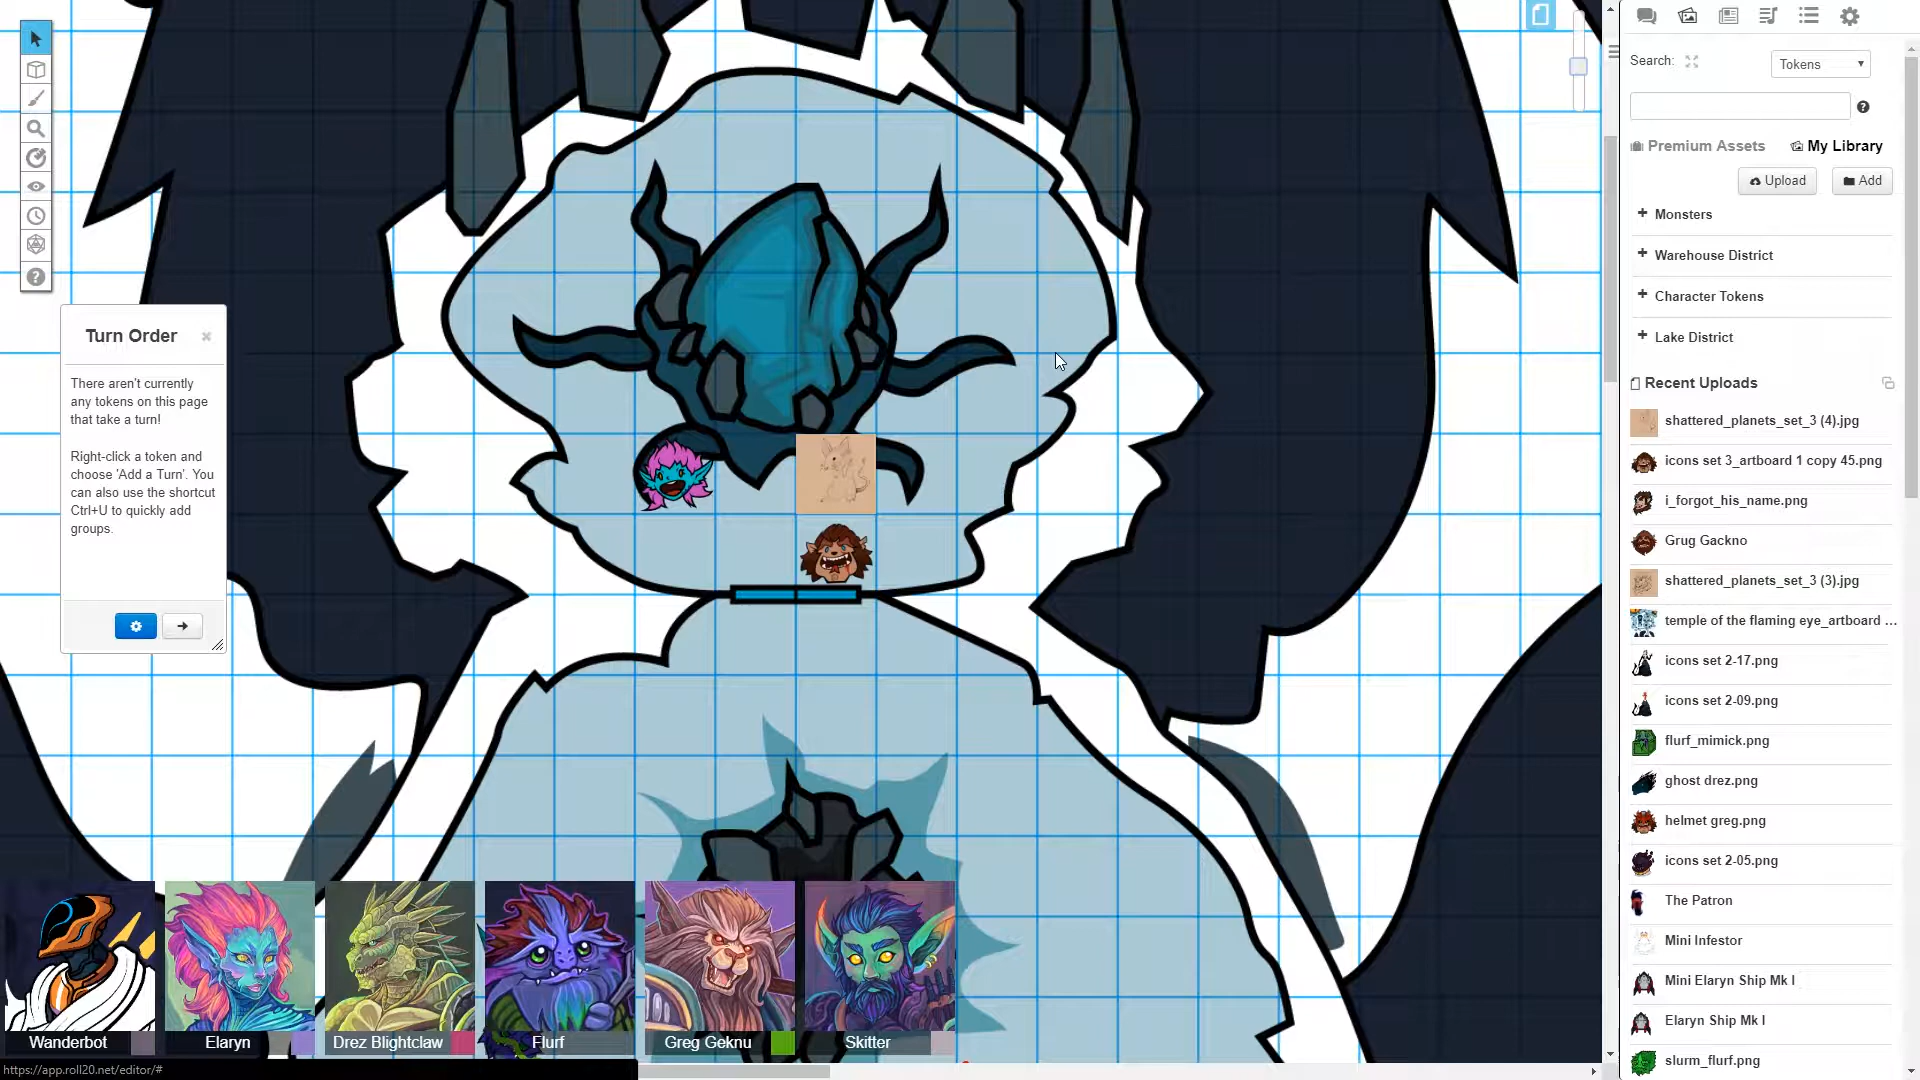 Search:
Tokens
Premium Assets
My Library
Upload
Add
Monsters
Warehouse District
Character Tokens
Lake District
Recent Uploads
shattered_planets_set_3 (4).jpg
icons set 3_artboard 1 copy 45.png
i_forgot_his_name.png
Grug Gackno
shattered_planets_set_3 (3).jpg
temple of the flaming eye_artboard ...
icons set 2-17.png
icons set 2-09.png
flurf_mimick.png
ghost drez.png
helmet greg.png
icons set 2-05.png
The Patron
Mini Infestor
Mini Elaryn Ship Mk I
Elaryn Ship Mk I
slurm_flurf.png
Turn Order
There aren't currently
any tokens on this page
that take a turn!
Right-click a token and
choose 'Add a Turn'. You
can also use the shortcut
Ctrl+U to quickly add
groups.
Wanderbot
Elaryn
Drez Blightclaw
Flurf
Greg Geknu
Skitter
https://app.roll20.net/editor/#